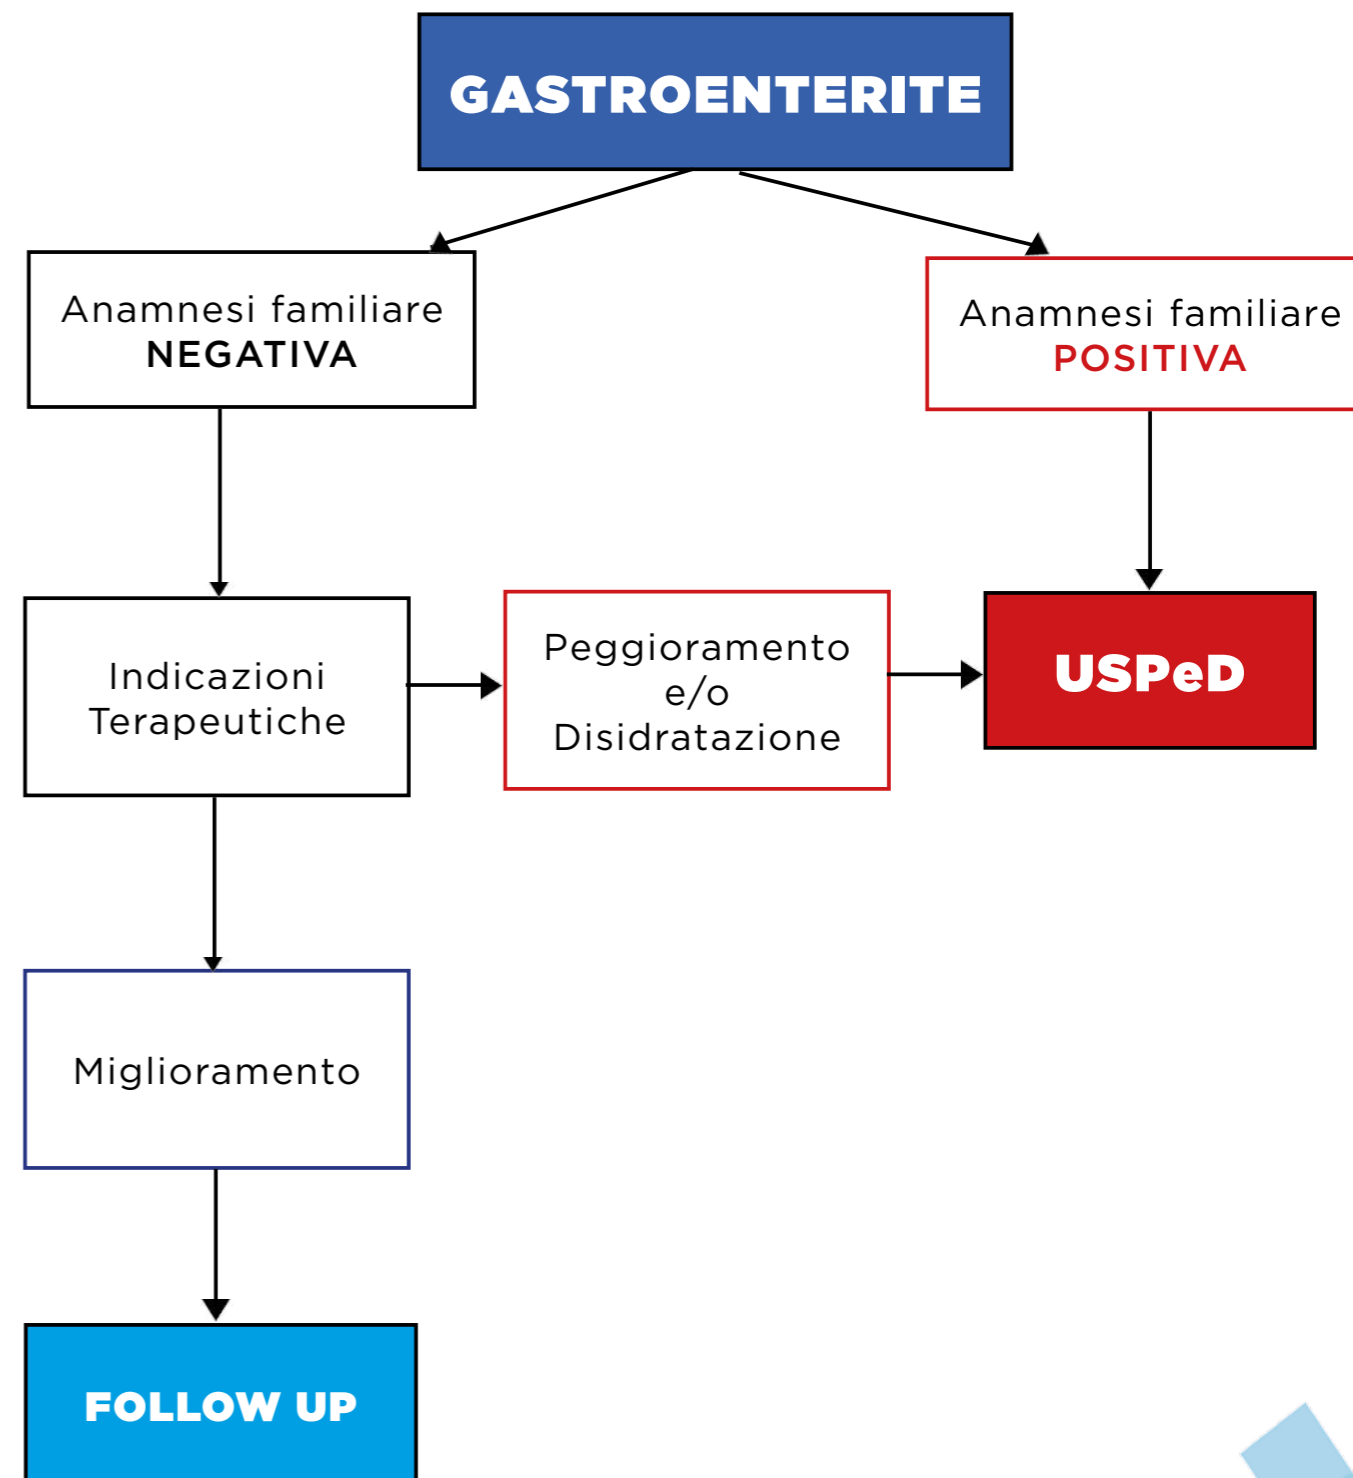 GASTROENTERITE
Anamnesi familiare
NEGATIVA
Anamnesi familiare
POSITIVA
Indicazioni
Terapeutiche
Peggioramento
e/o
Disidratazione
USPeD
Miglioramento
FOLLOW UP